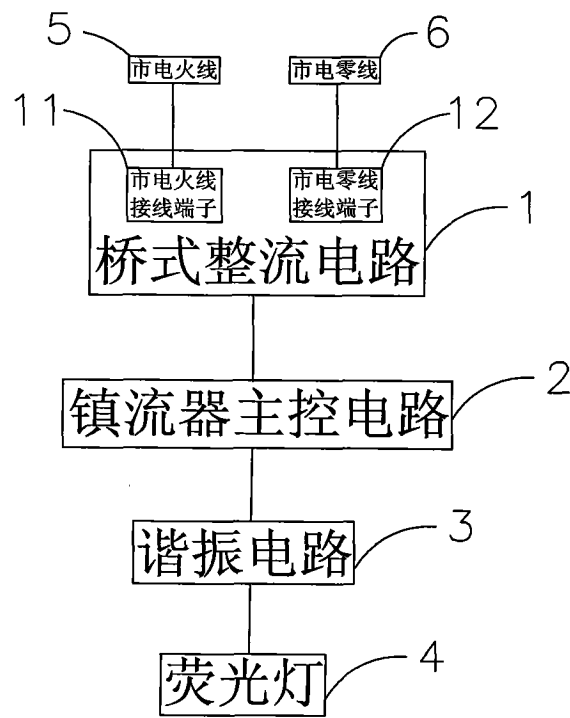 5
6
市电火线
市电零线
11
12
市电火线
接线端子
市电零线
接线端子
1
桥式整流电路
2
镇流器主控电路
3
谐振电路
4
荧光灯